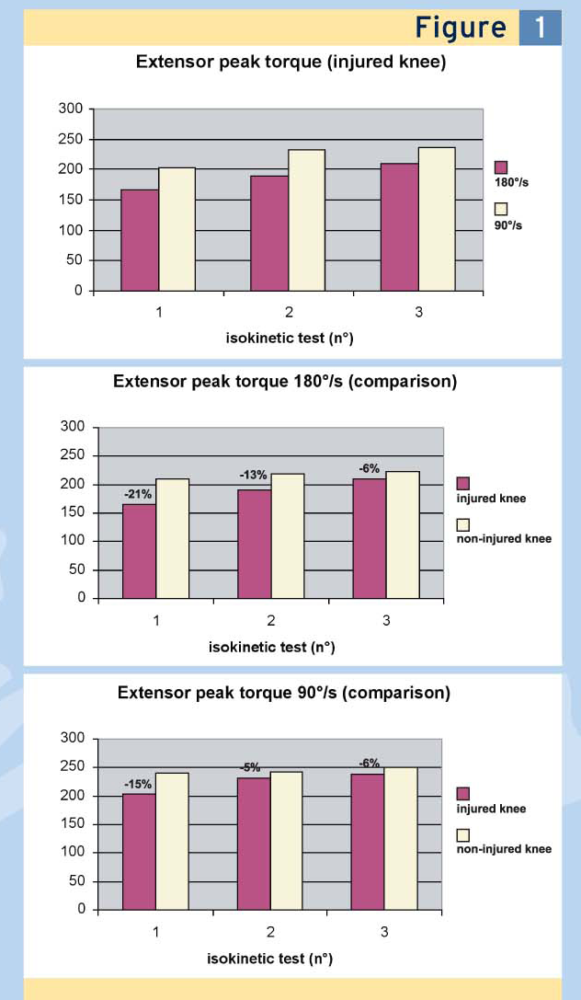 Figure 1
Extensor peak torque (injured knee)
300
250
200
150
100
50
0
1 2 3
isokinetic test (n°)
180°/s
90°/s
Extensor peak torque 180°/s (comparison)
300
250
200
150
100
50
0
-21% -13% -6%
1 2 3
isokinetic test (n°)
injured knee
non-injured knee
Extensor peak torque 90°/s (comparison)
300
250
200
150
100
50
0
-15% -5% -6%
1 2 3
isokinetic test (n°)
injured knee
non-injured knee